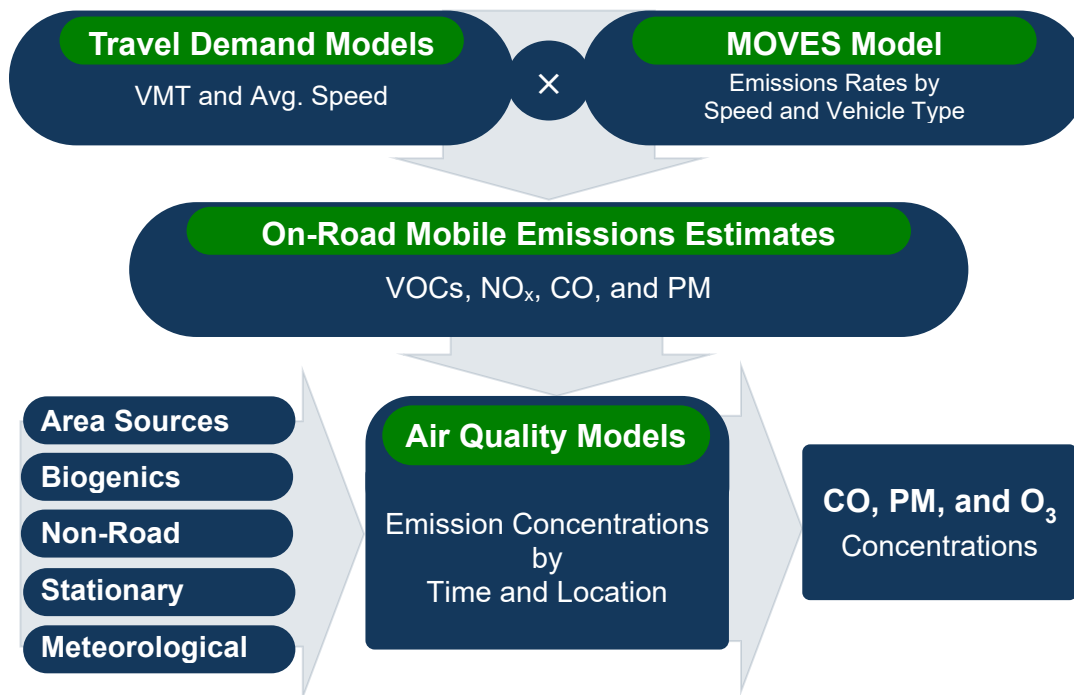 Travel Demand Models
VMT and Avg. Speed
×
MOVES Model
Emissions Rates by
Speed and Vehicle Type
On-Road Mobile Emissions Estimates
VOCs, NOₓ, CO, and PM
Area Sources
Biogenics
Non-Road
Stationary
Meteorological
Air Quality Models
Emission Concentrations
by
Time and Location
CO, PM, and O₃
Concentrations